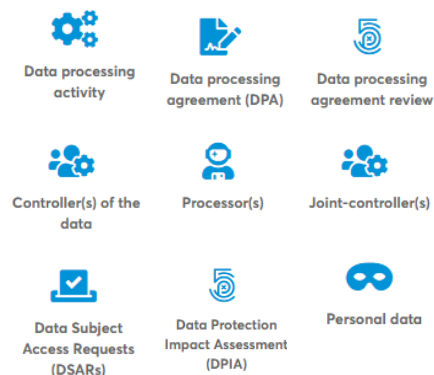 Data processing
activity
Data processing
agreement (DPA)
Data processing
agreement review
Controller(s) of the
data
Processor(s)
Joint-controller(s)
Data Subject
Access Requests
(DSARs)
Data Protection
Impact Assessment
(DPIA)
Personal data